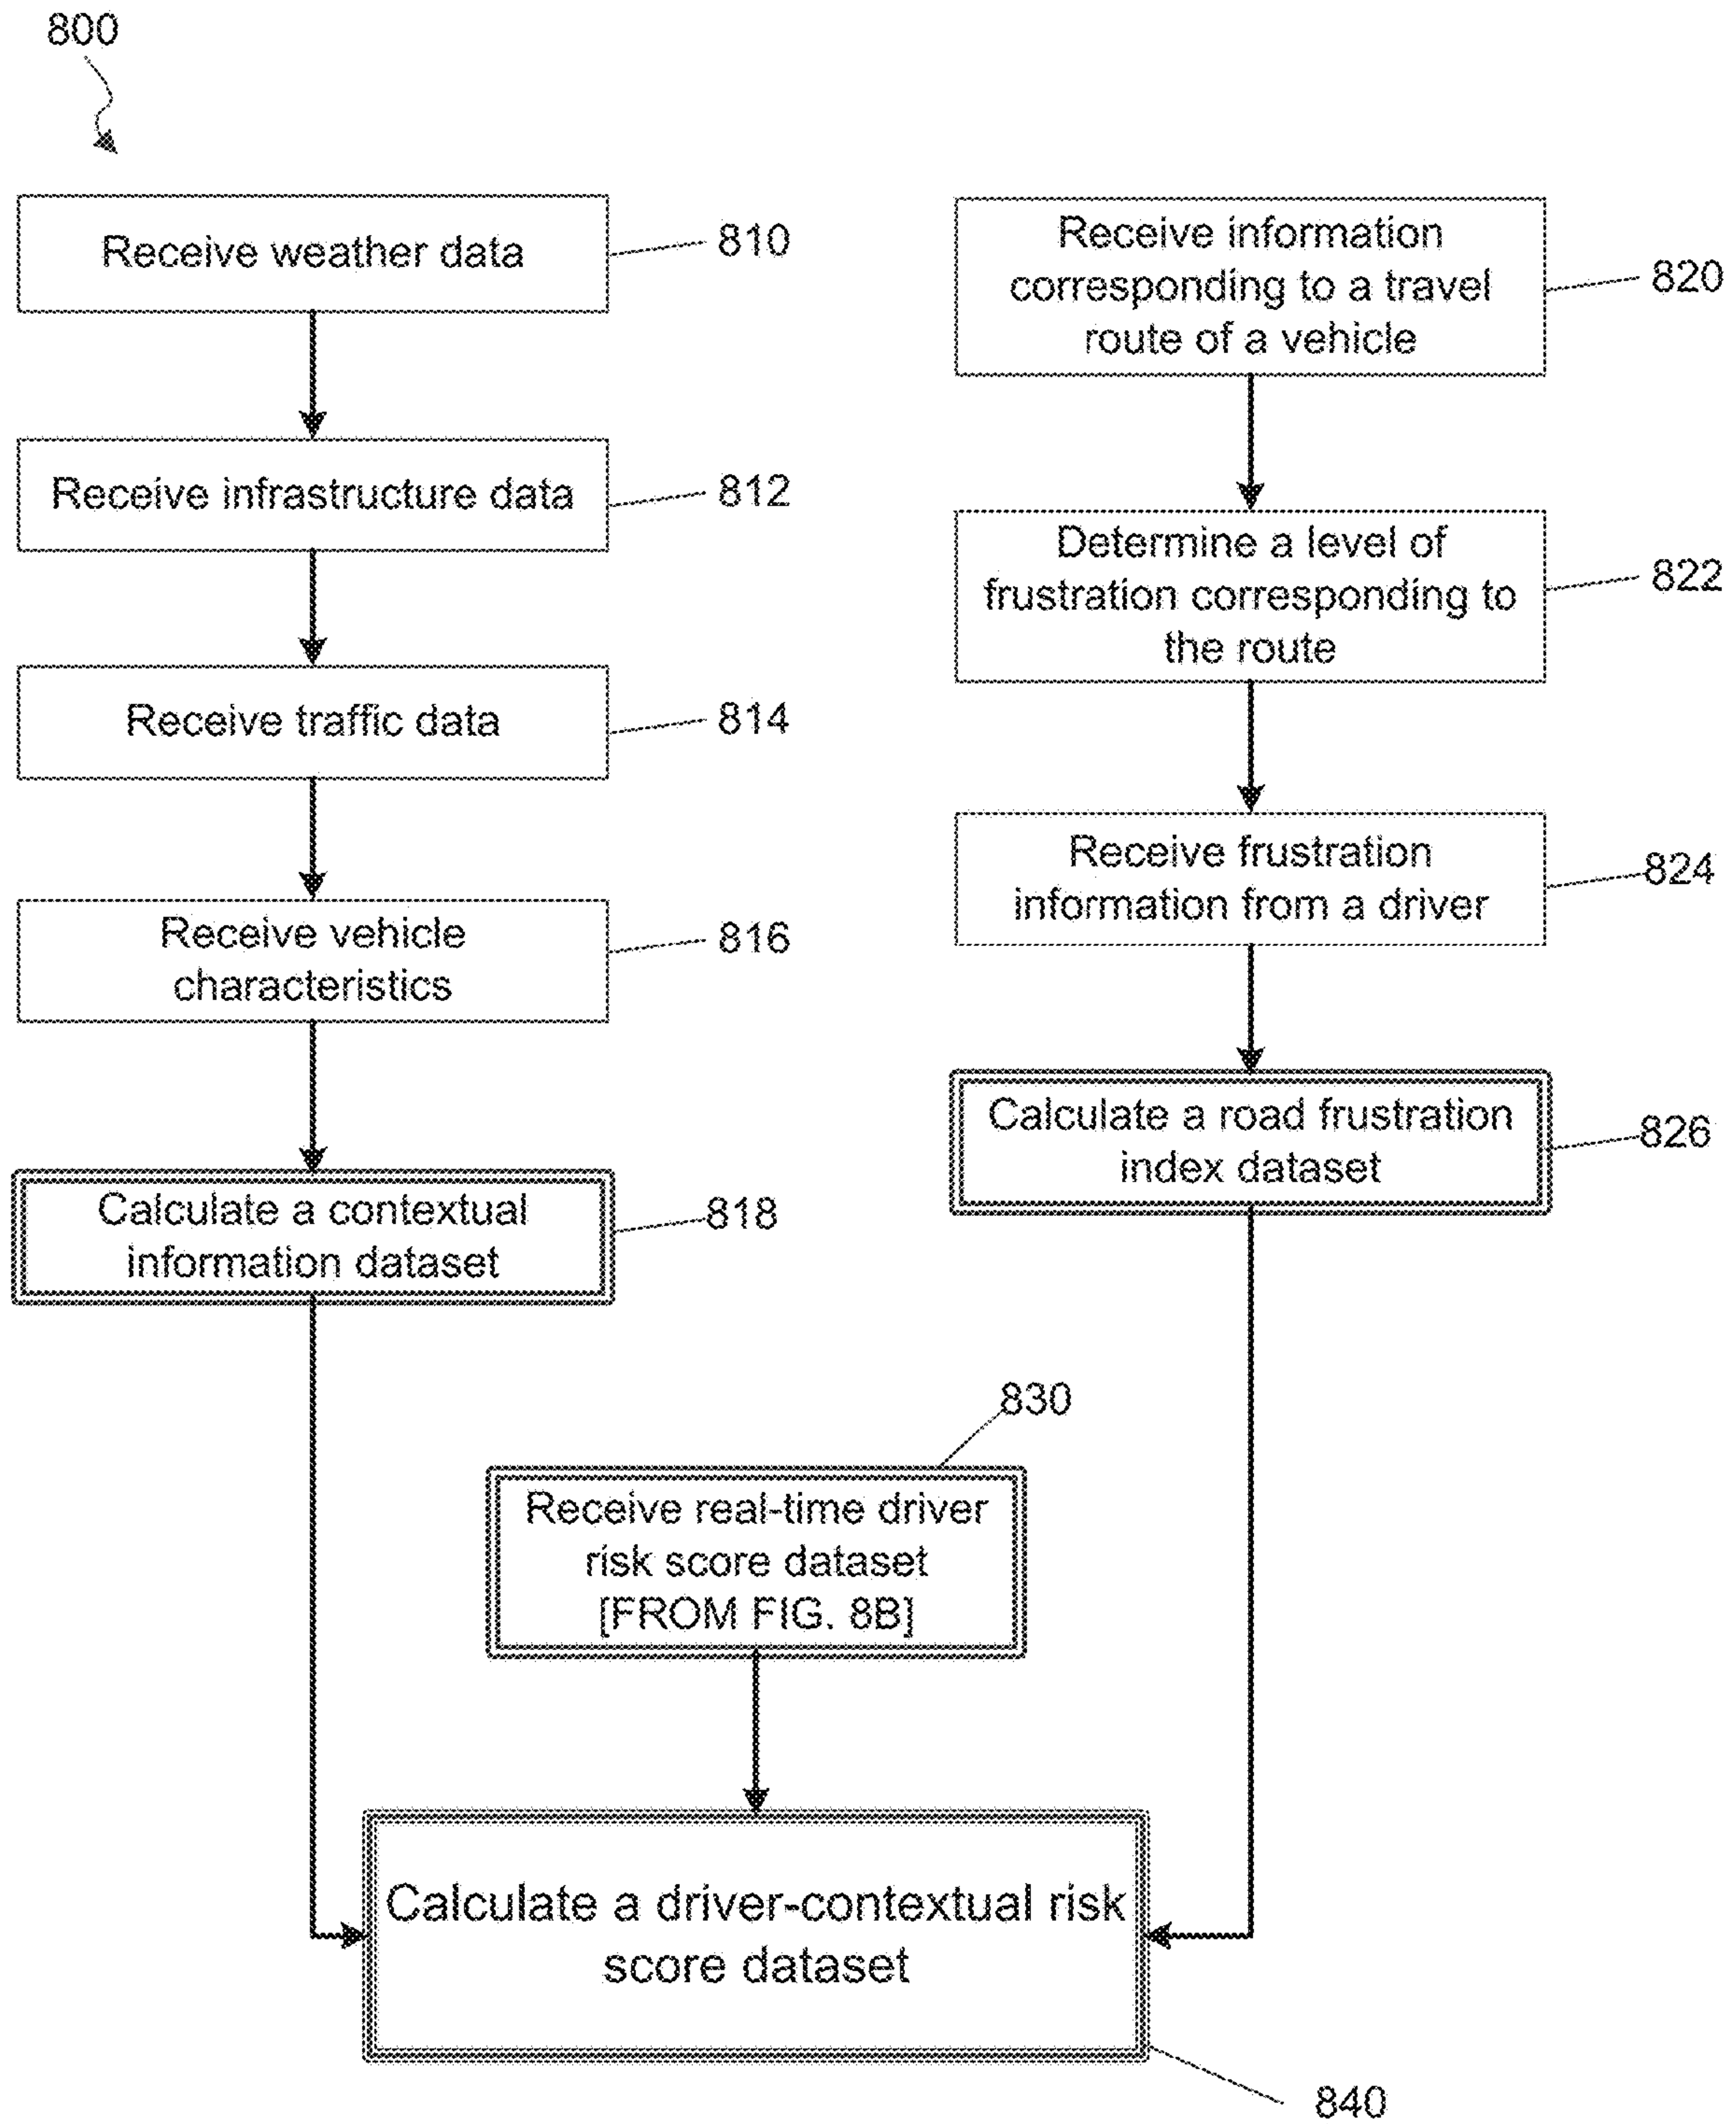 800
Receive weather data
810
Receive infrastructure data
812
Receive traffic data
814
Receive vehicle
characteristics
816
Calculate a contextual
information dataset
818
Receive information
corresponding to a travel
route of a vehicle
820
Determine a level of
frustration corresponding to
the route
822
Receive frustration
information from a driver
824
Calculate a road frustration
index dataset
826
830
Receive real-time driver
risk score dataset
[FROM FIG. 8B]
Calculate a driver-contextual risk
score dataset
840